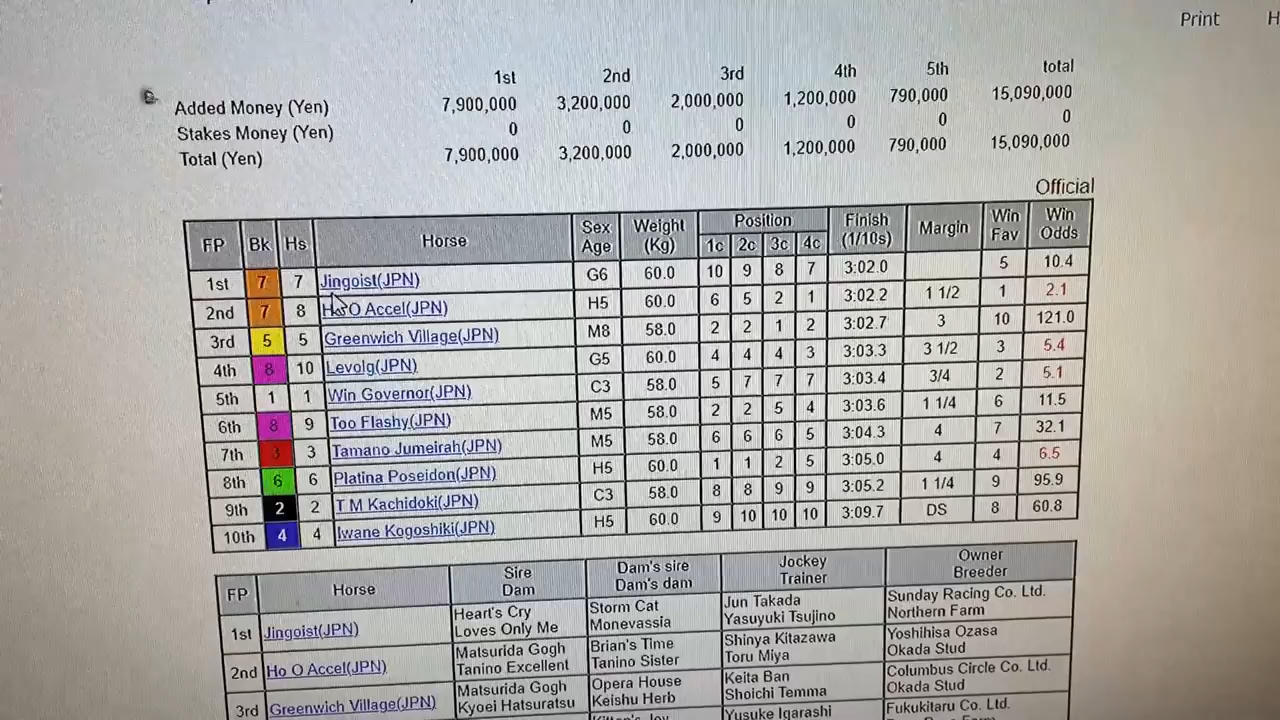 Print H
1st 2nd 3rd 4th 5th total
Added Money (Yen) 7,900,000 3,200,000 2,000,000 1,200,000 790,000 15,090,000
Stakes Money (Yen) 0 0 0 0 0 0
Total (Yen) 7,900,000 3,200,000 2,000,000 1,200,000 790,000 15,090,000
Official
FP Bk Hs Horse Sex Age Weight (Kg) Position 1c 2c 3c 4c Finish (1/10s) Margin Win Fav Win Odds
1st 7 7 Jingoist(JPN) G6 60.0 10 9 8 7 3:02.0 5 10.4
2nd 7 8 Ho O Accel(JPN) H5 60.0 6 5 2 1 3:02.2 1 1/2 1 2.1
3rd 5 5 Greenwich Village(JPN) M8 58.0 2 2 1 2 3:02.7 3 10 121.0
4th 8 10 Levolg(JPN) G5 60.0 4 4 4 3 3:03.3 3 1/2 3 5.4
5th 1 1 Win Governor(JPN) C3 58.0 5 7 7 7 3:03.4 3/4 2 5.1
6th 8 9 Too Flashy(JPN) M5 58.0 2 2 5 4 3:03.6 1 1/4 6 11.5
7th 3 3 Tamano Jumeirah(JPN) M5 58.0 6 6 6 5 3:04.3 4 7 32.1
8th 6 6 Platina Poseidon(JPN) H5 60.0 1 1 2 5 3:05.0 4 4 6.5
9th 2 2 T M Kachidoki(JPN) C3 58.0 8 8 9 9 3:05.2 1 1/4 9 95.9
10th 4 4 Iwane Kogoshiki(JPN) H5 60.0 9 10 10 10 3:09.7 DS 8 60.8
FP Horse Sire Dam's sire Jockey Owner
Dam Dam's dam Trainer Breeder
1st Jingoist(JPN) Heart's Cry Storm Cat Jun Takada Sunday Racing Co. Ltd.
Loves Only Me Monevassia Yasuyuki Tsujino Northern Farm
2nd Ho O Accel(JPN) Matsurida Gogh Brian's Time Shinya Kitazawa Yoshihisa Ozasa
Tanino Excellent Tanino Sister Toru Miya Okada Stud
3rd Greenwich Village(JPN) Matsurida Gogh Opera House Keita Ban Columbus Circle Co. Ltd.
Kyoei Hatsuratsu Keishu Herb Shoichi Temma Okada Stud
Yusuke Igarashi Fukukitaru Co. Ltd.